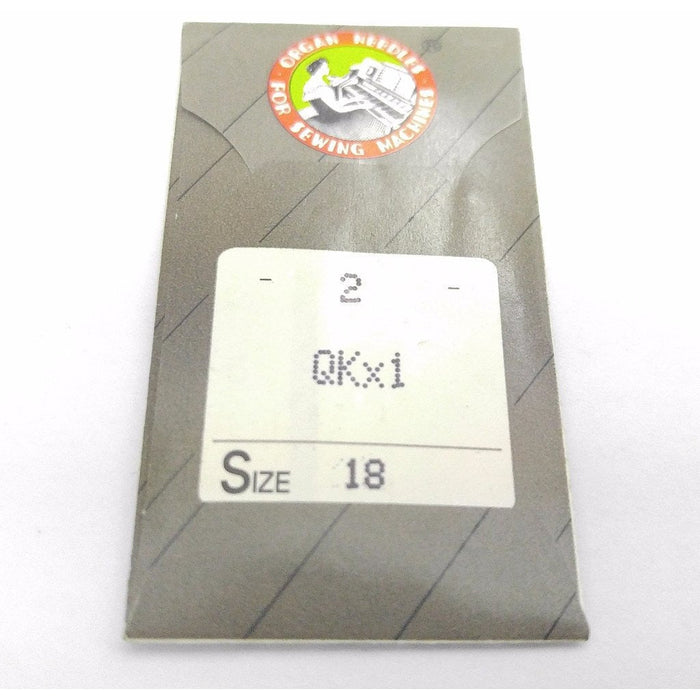 ORGAN NEEDLES
FOR SEWING MACHINES
- 2 -
QKx1
SIZE 18